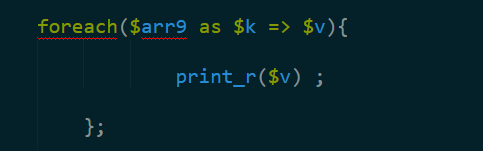 foreach($arr9 as $k => $v){
print_r($v) ;
};